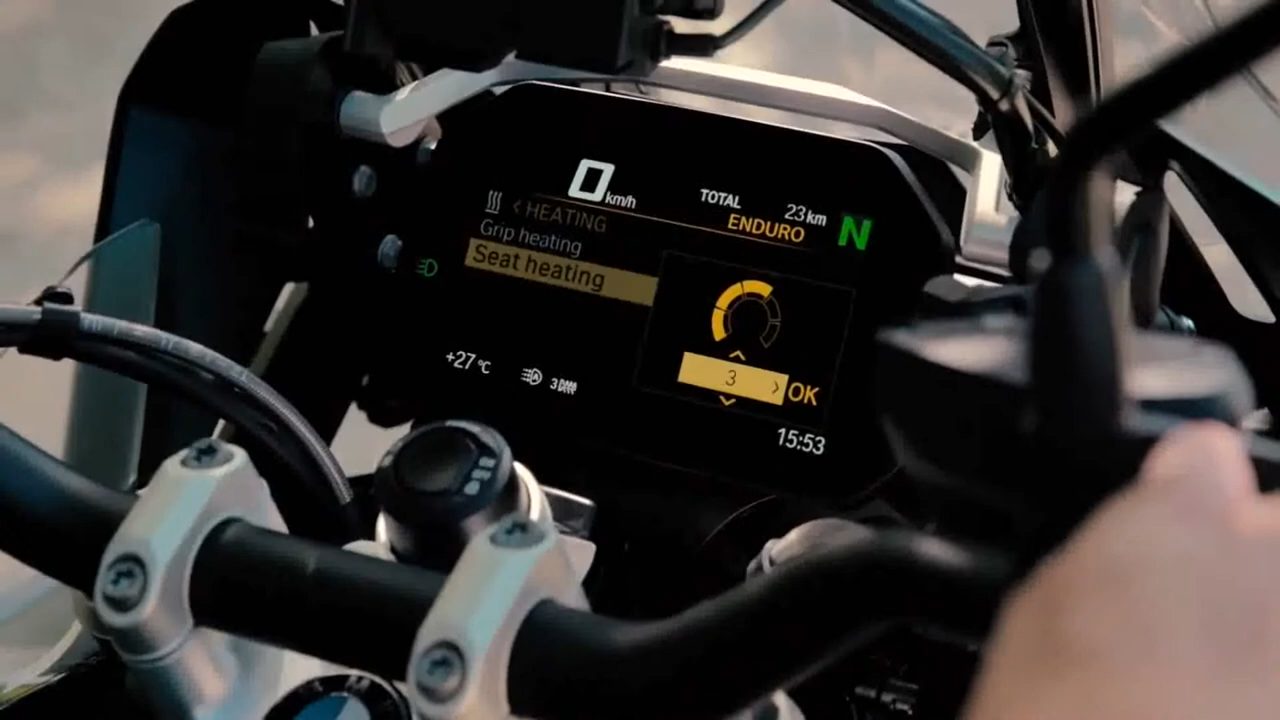 0 km/h
TOTAL 23 km
< HEATING
ENDURO
N
Grip heating
Seat heating
3 >
OK
+27 °C
A
3
15:53